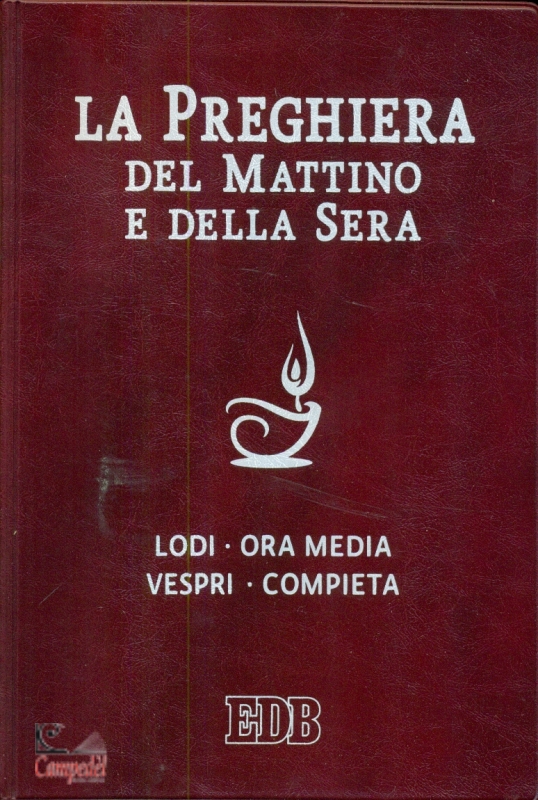 LA PREGHIERA
DEL MATTINO
E DELLA SERA
LODI · ORA MEDIA
VESPRI · COMPIETA
EDB
Campedel